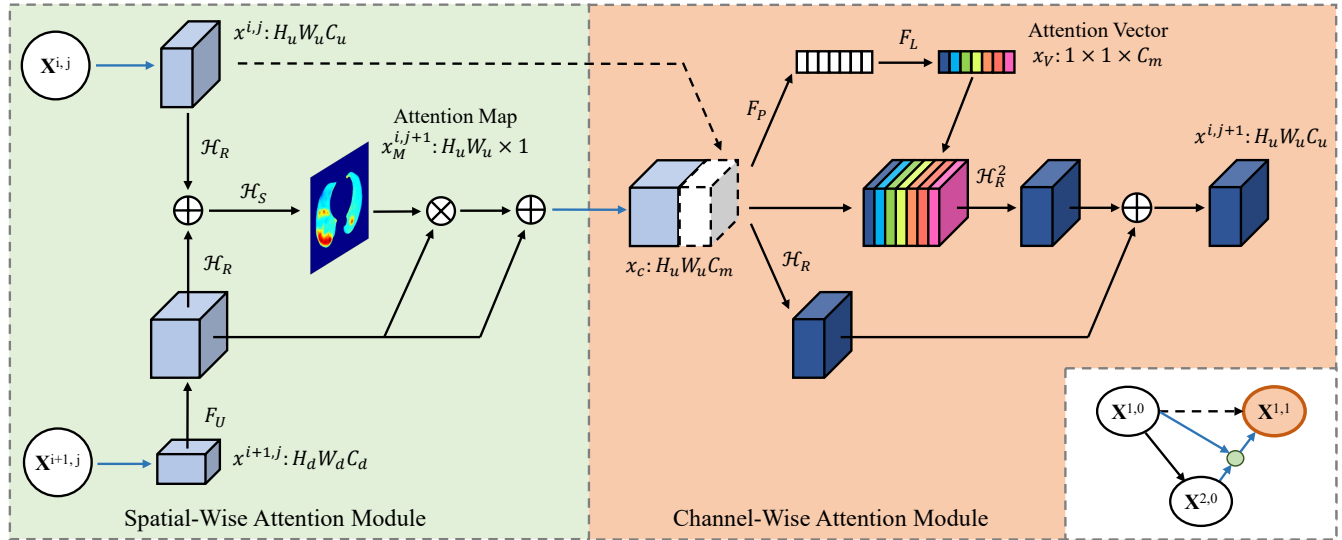 X^{i, j}
x^{i,j}: H_u W_u C_u
ℋ_R
ℋ_S
Attention Map
x_M^{i,j+1}: H_u W_u × 1
ℋ_R
F_U
X^{i+1, j}
x^{i+1,j}: H_d W_d C_d
Spatial-Wise Attention Module
x_c: H_u W_u C_m
F_P
F_L
Attention Vector
x_V: 1 × 1 × C_m
ℋ_R^2
ℋ_R
x^{i,j+1}: H_u W_u C_u
Channel-Wise Attention Module
X^{1,0}
X^{1,1}
X^{2,0}